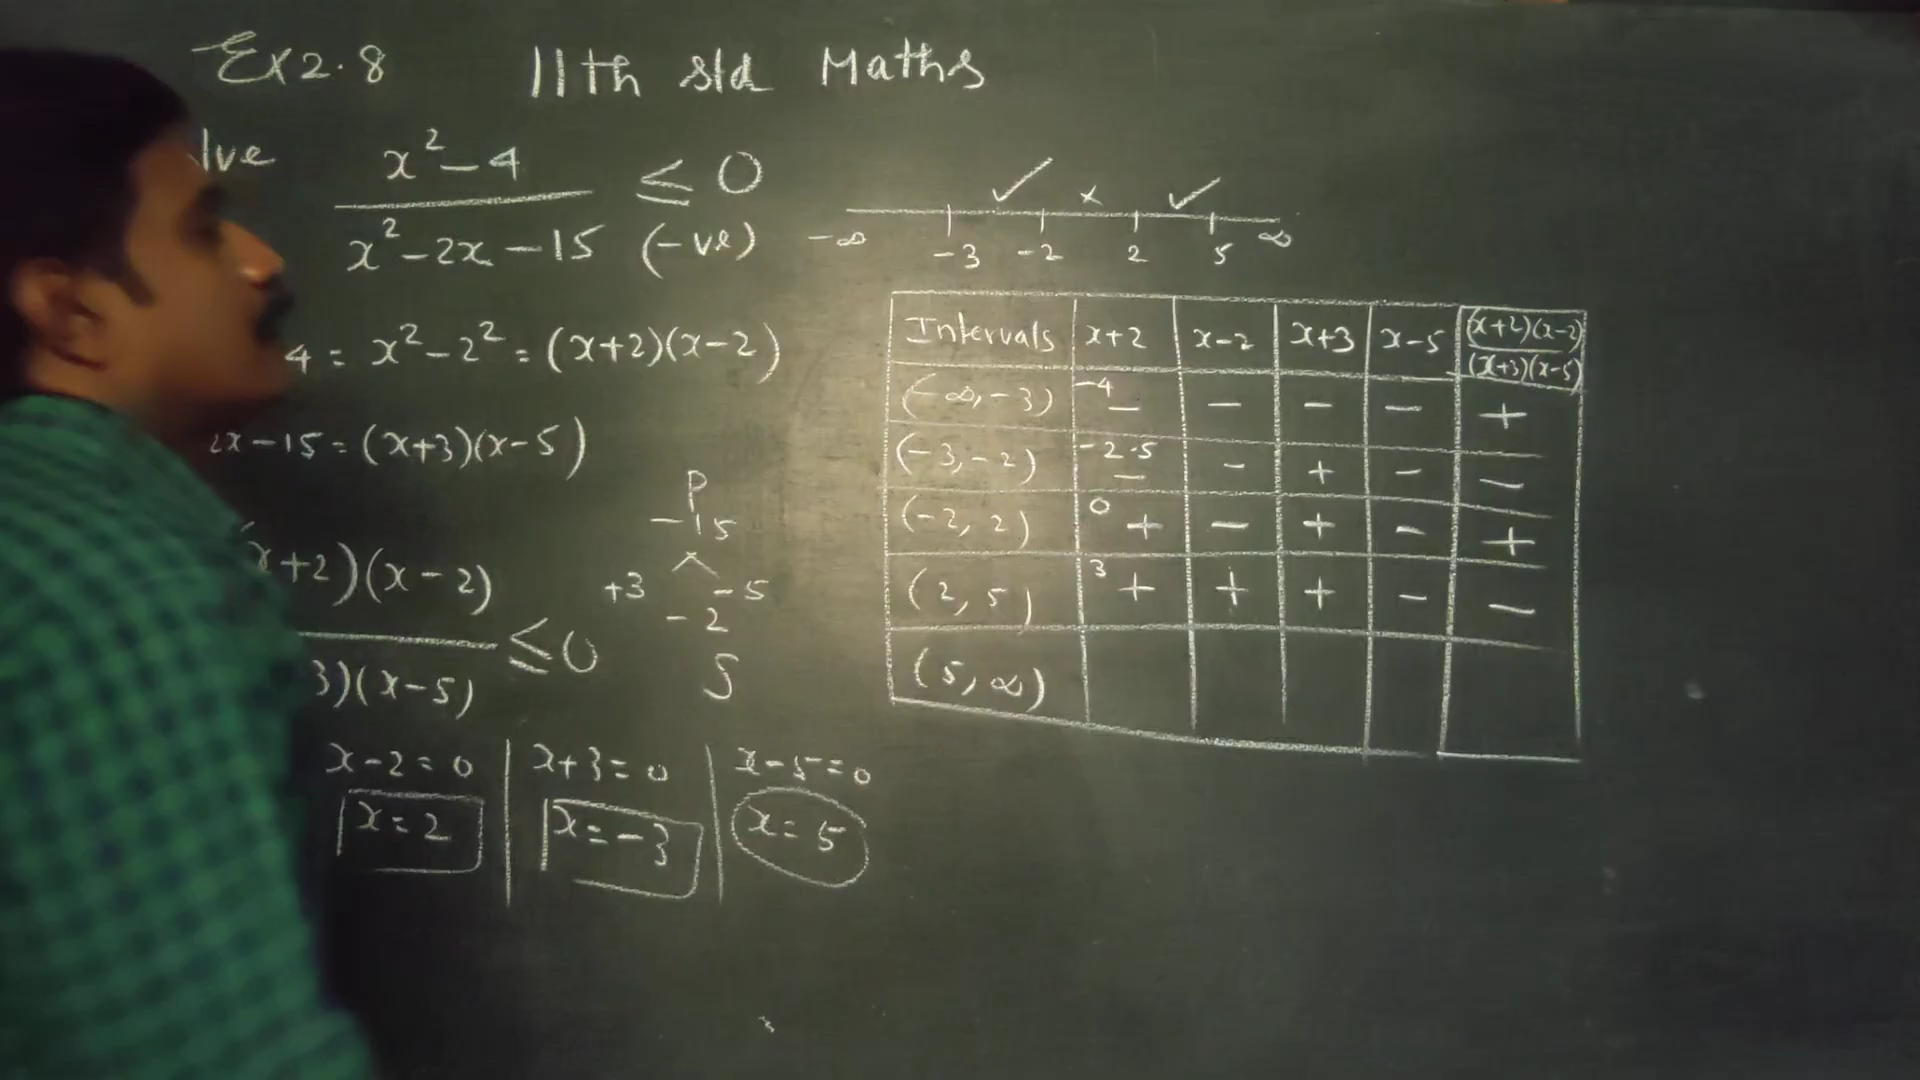 Ex 2.8 11th std Maths
lve x² - 4 ≤ 0
x² - 2x - 15 (-ve)
-∞ -3 -2 2 5 ∞
✓ × ✓
4 = x² - 2² = (x+2)(x-2)
2x - 15 = (x+3)(x-5)
P
-15
+3 -5
-2
S
x+2)(x-2) ≤ 0
3)(x-5)
x-2=0 | x+3=0 | x-5=0
x=2 | x=-3 | x=5
Intervals x+2 x-2 x+3 x-5 (x+2)(x-2)
(x+3)(x-5)
(-∞,-3) -4 - - - - +
(-3,-2) -2.5 - - + - -
(-2, 2) 0 + - + - +
(2, 5) 3 + + + - -
(5, ∞)